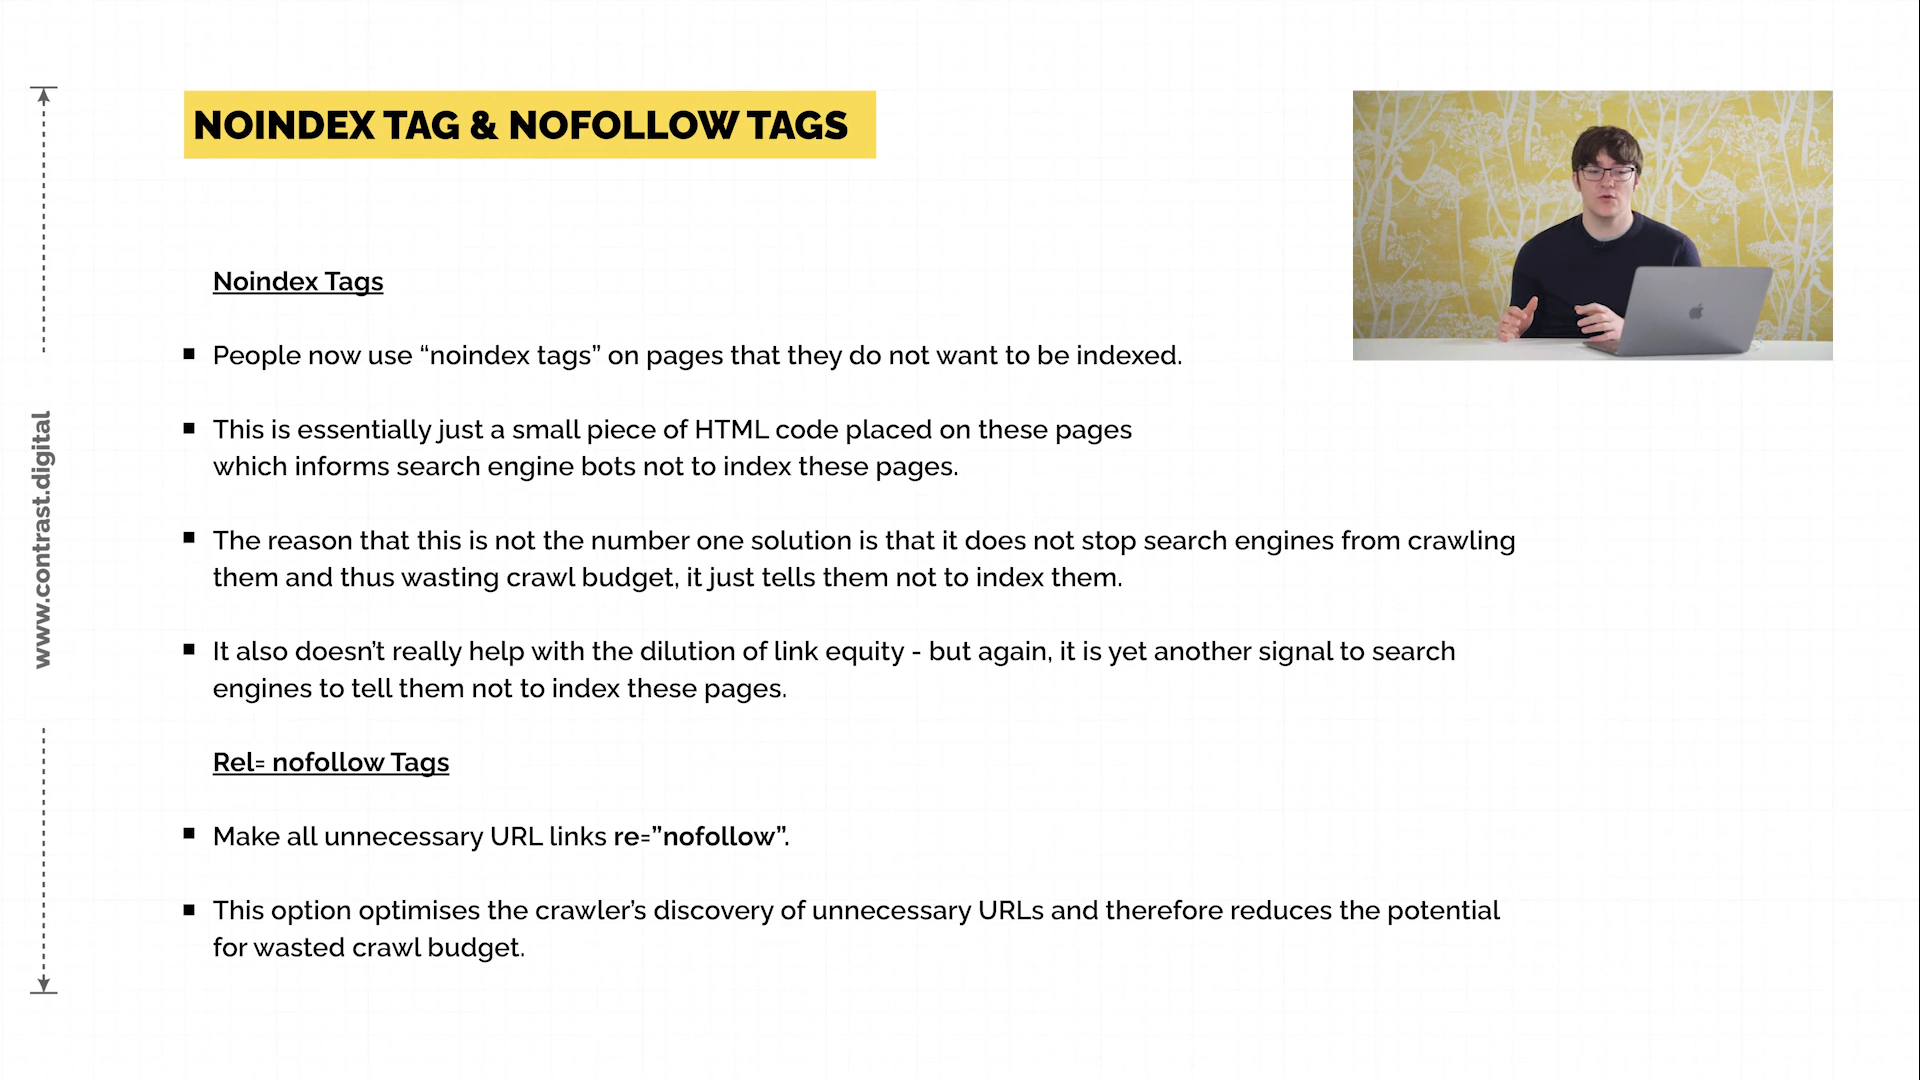 NOINDEX TAG & NOFOLLOW TAGS
www.contrast.digital
Noindex Tags
People now use “noindex tags” on pages that they do not want to be indexed.
This is essentially just a small piece of HTML code placed on these pages
which informs search engine bots not to index these pages.
The reason that this is not the number one solution is that it does not stop search engines from crawling
them and thus wasting crawl budget, it just tells them not to index them.
It also doesn’t really help with the dilution of link equity - but again, it is yet another signal to search
engines to tell them not to index these pages.
Rel= nofollow Tags
Make all unnecessary URL links re=”nofollow”.
This option optimises the crawler’s discovery of unnecessary URLs and therefore reduces the potential
for wasted crawl budget.